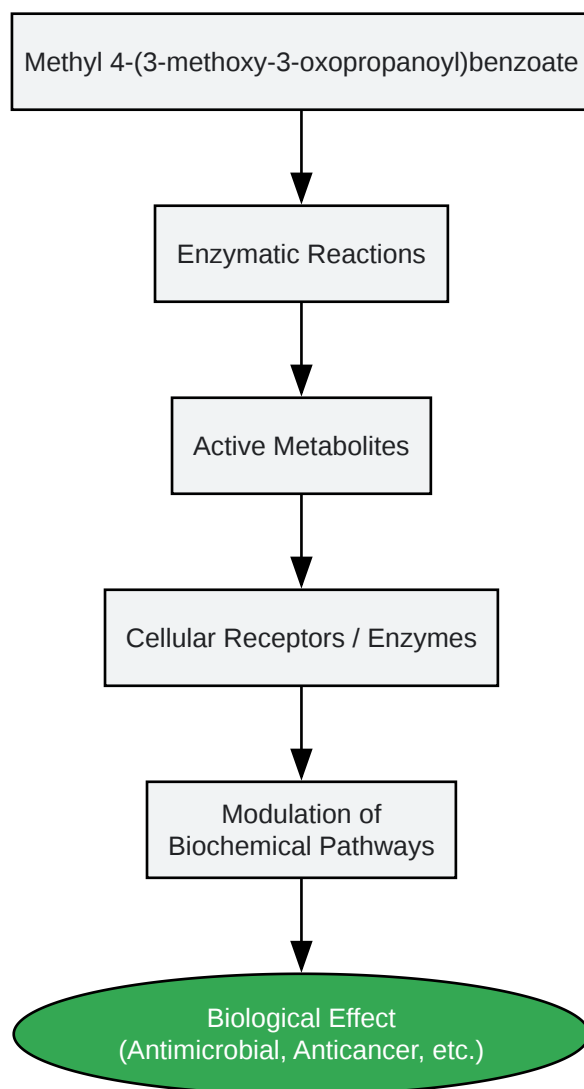 Methyl 4-(3-methoxy-3-oxopropanoyl)benzoate
Enzymatic Reactions
Active Metabolites
Cellular Receptors / Enzymes
Modulation of
Biochemical Pathways
Biological Effect
(Antimicrobial, Anticancer, etc.)